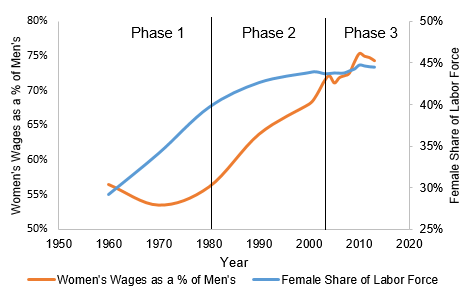 Phase 1 Phase 2 Phase 3
Women's Wages as a % of Men's
80%
75%
70%
65%
60%
55%
50%
Female Share of Labor Force
50%
45%
40%
35%
30%
25%
1950 1960 1970 1980 1990 2000 2010 2020
Year
Women's Wages as a % of Men's Female Share of Labor Force